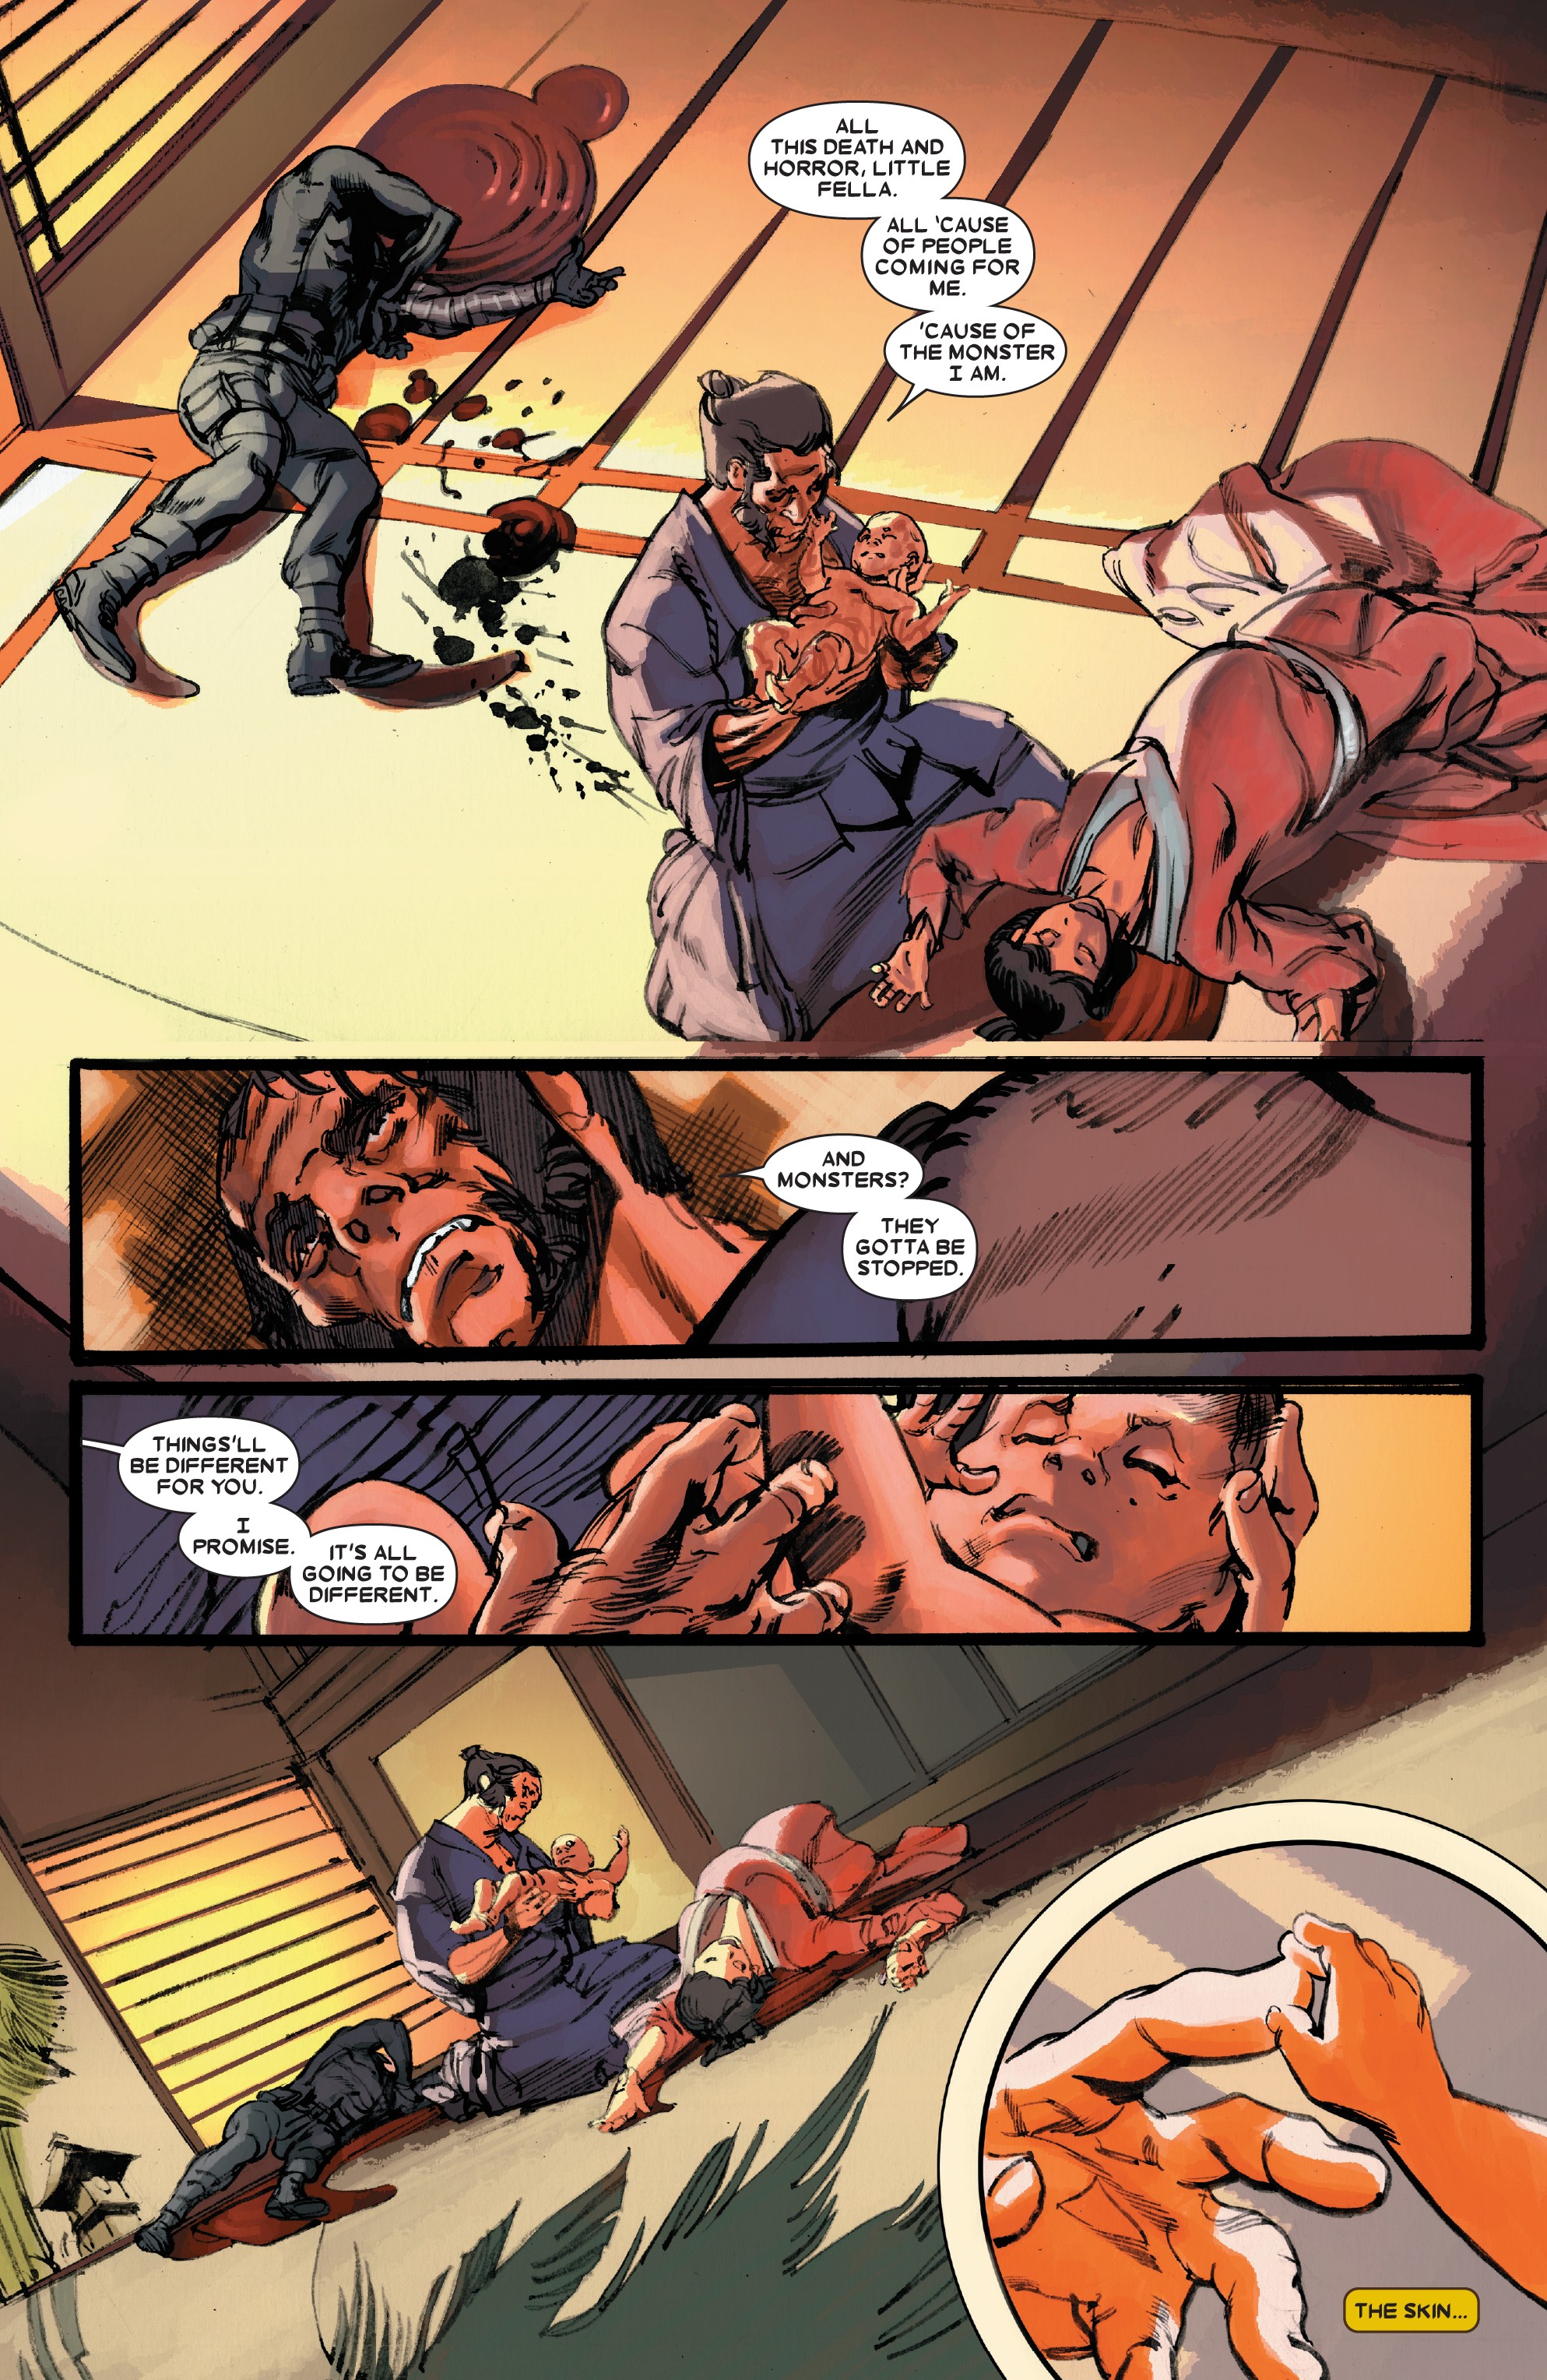 ALL
THIS DEATH AND
HORROR, LITTLE
FELLA.
ALL 'CAUSE
OF PEOPLE
COMING FOR
ME.
'CAUSE OF
THE MONSTER
I AM.
AND
MONSTERS?
THEY
GOTTA BE
STOPPED.
THINGS'LL
BE DIFFERENT
FOR YOU.
I
PROMISE.
IT'S ALL
GOING TO BE
DIFFERENT.
THE SKIN...